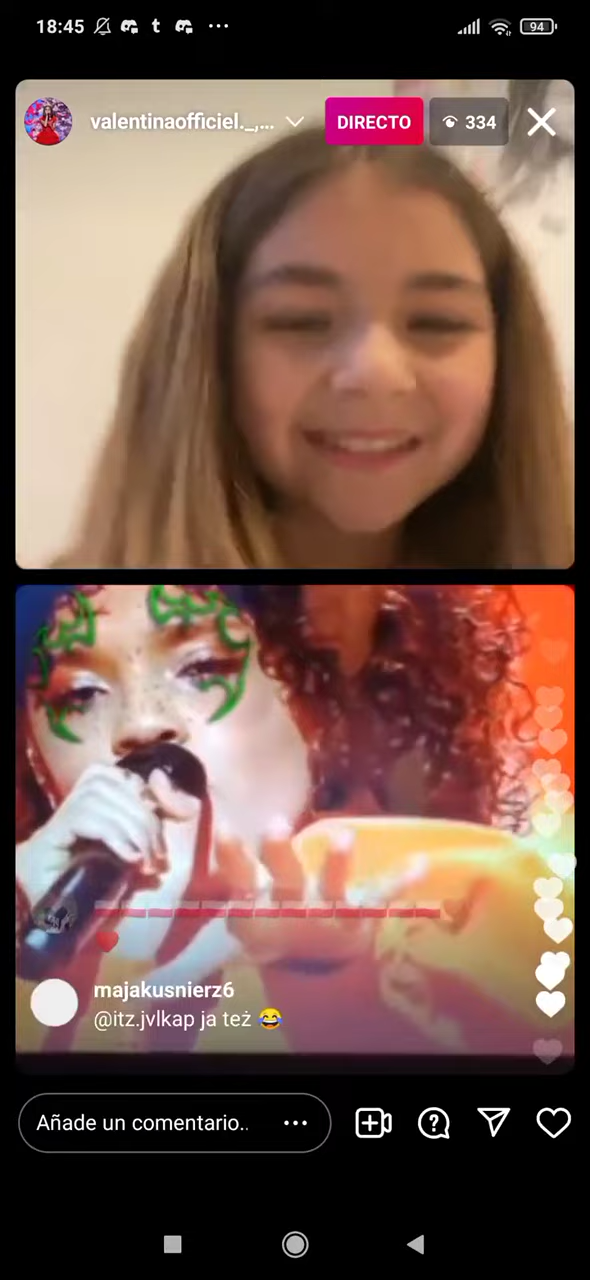 18:45 t ... 94
valentinaofficiel._,... DIRECTO 334
majakusnierz6
@itz.jvlkap ja też 😂
Añade un comentario..